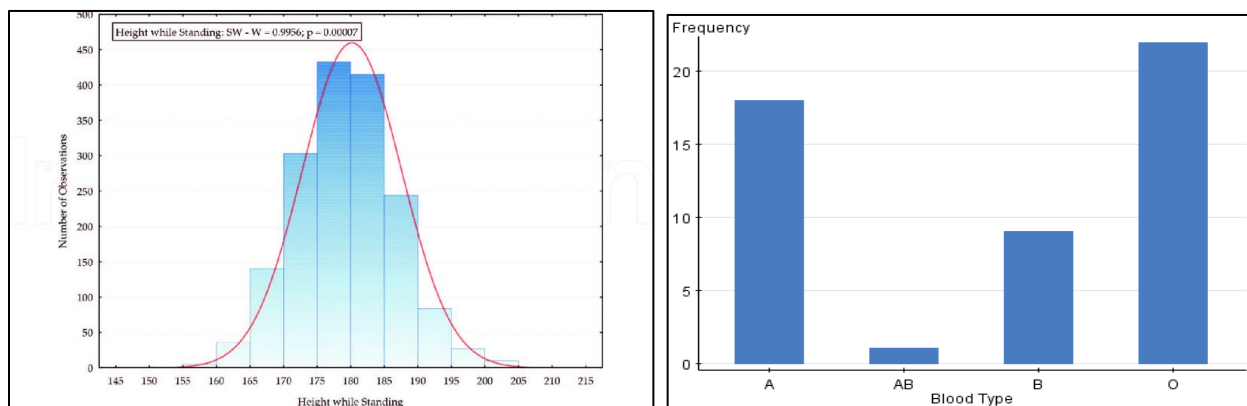 Height while Standing: SW - W = 0.9956; p = 0.00007
500
450
400
350
300
250
200
150
100
50
0
Number of Observations
145 150 155 160 165 170 175 180 185 190 195 200 205 210 215
Height while Standing
Frequency
20
15
10
5
0
A AB B O
Blood Type